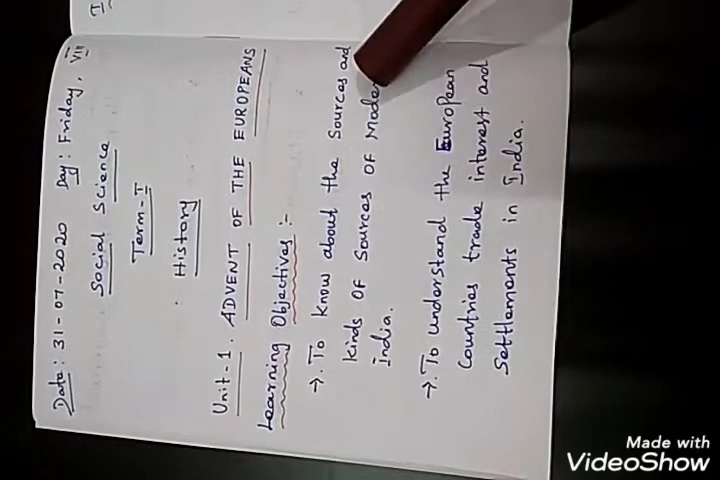 Date: 31-07-2020 Day: Friday, VIII
Social Science
Term-I
History
Unit-1. ADVENT OF THE EUROPEANS
Learning Objectives :-
→. To know about the Sources and
kinds of Sources of Moder
India.
→. To understand the European
Countries trade interest and
Settlements in India.
I
Made with
VideoShow